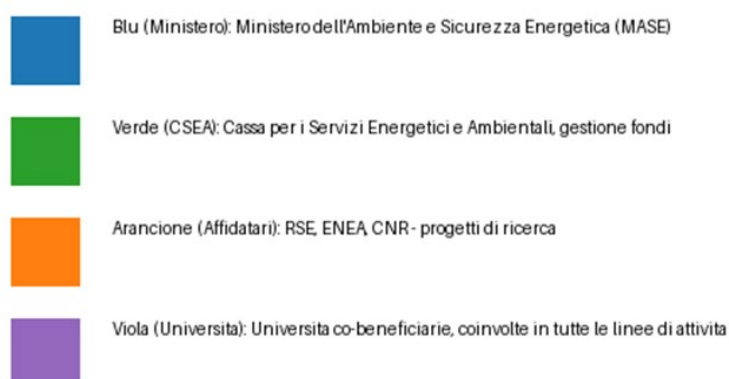 Blu (Ministero): Ministero dell'Ambiente e Sicurezza Energetica (MASE)
Verde (CSEA): Cassa per i Servizi Energetici e Ambientali, gestione fondi
Arancione (Affidatari): RSE, ENEA, CNR - progetti di ricerca
Viola (Universita): Universita co-beneficiarie, coinvolte in tutte le linee di attivita